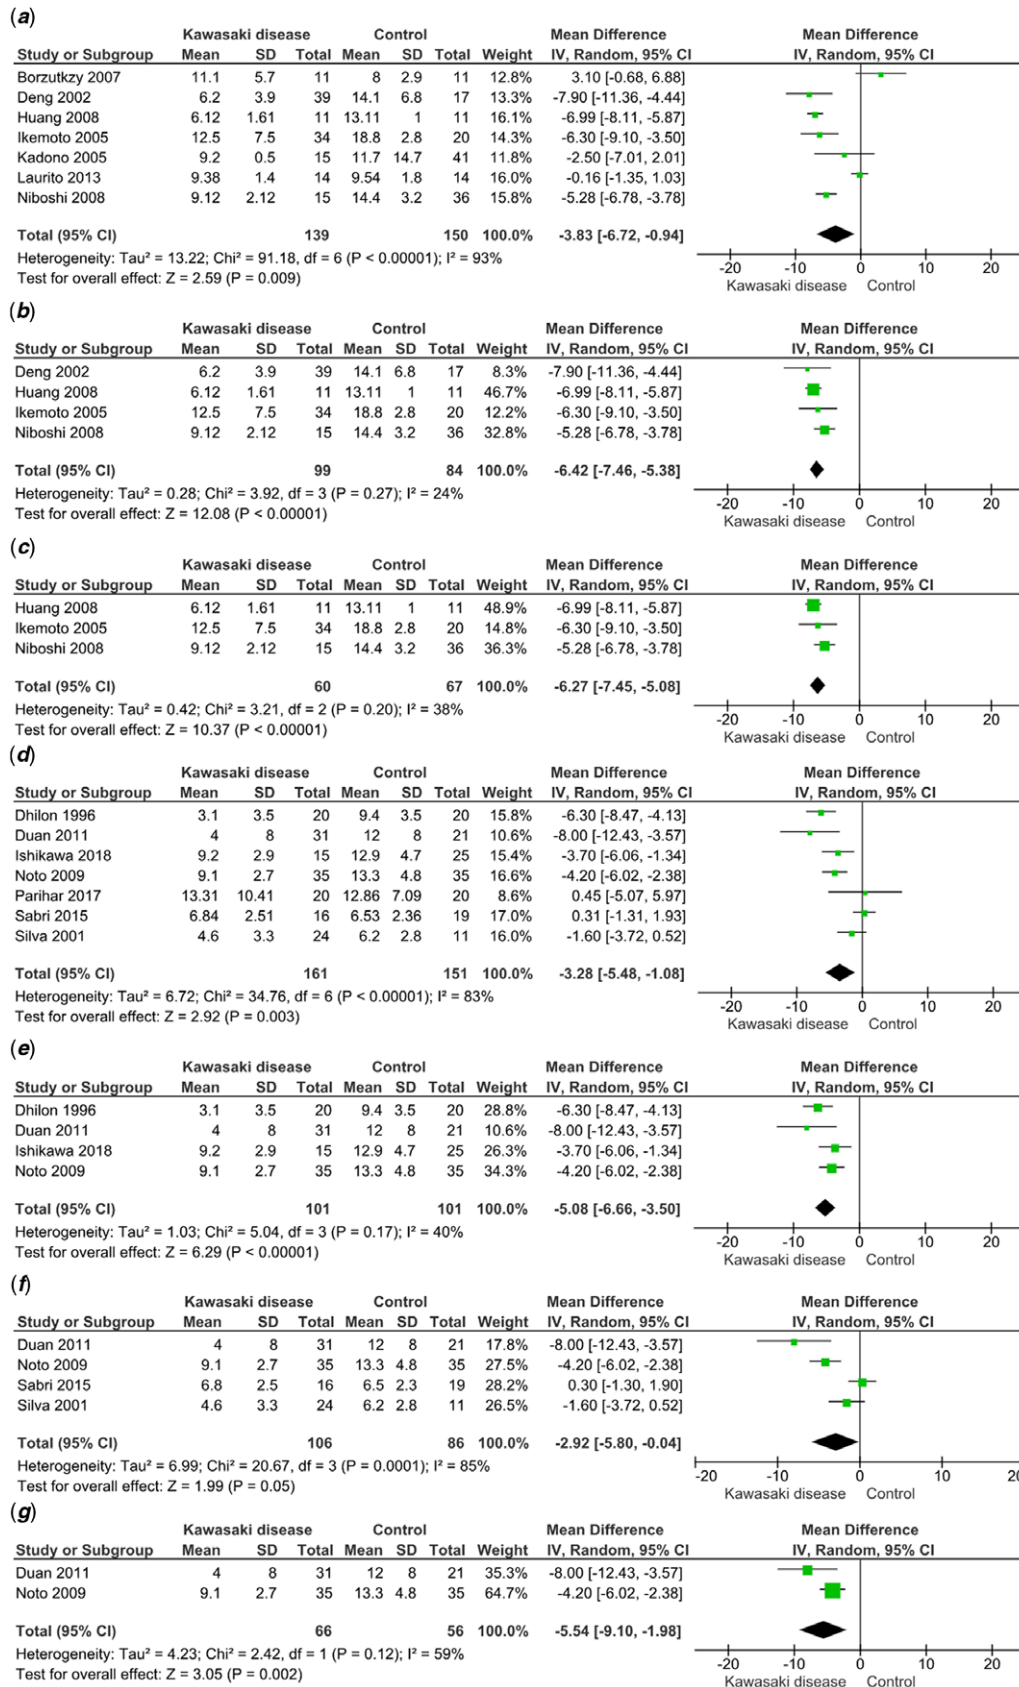 (a)
Kawasaki disease Control Mean Difference Mean Difference
Study or Subgroup Mean SD Total Mean SD Total Weight IV, Random, 95% CI IV, Random, 95% CI
Borzutkzy 2007 11.1 5.7 11 8 2.9 11 12.8% 3.10 [-0.68, 6.88]
Deng 2002 6.2 3.9 39 14.1 6.8 17 13.3% -7.90 [-11.36, -4.44]
Huang 2008 6.12 1.61 11 13.11 1 11 16.1% -6.99 [-8.11, -5.87]
Ikemoto 2005 12.5 7.5 34 18.8 2.8 20 14.3% -6.30 [-9.10, -3.50]
Kadono 2005 9.2 0.5 15 11.7 14.7 41 11.8% -2.50 [-7.01, 2.01]
Laurito 2013 9.38 1.4 14 9.54 1.8 14 16.0% -0.16 [-1.35, 1.03]
Niboshi 2008 9.12 2.12 15 14.4 3.2 36 15.8% -5.28 [-6.78, -3.78]
Total (95% CI) 139 150 100.0% -3.83 [-6.72, -0.94]
Heterogeneity: Tau² = 13.22; Chi² = 91.18, df = 6 (P < 0.00001); I² = 93%
Test for overall effect: Z = 2.59 (P = 0.009)
-20 -10 0 10 20
Kawasaki disease Control
(b)
Kawasaki disease Control Mean Difference Mean Difference
Study or Subgroup Mean SD Total Mean SD Total Weight IV, Random, 95% CI IV, Random, 95% CI
Deng 2002 6.2 3.9 39 14.1 6.8 17 8.3% -7.90 [-11.36, -4.44]
Huang 2008 6.12 1.61 11 13.11 1 11 46.7% -6.99 [-8.11, -5.87]
Ikemoto 2005 12.5 7.5 34 18.8 2.8 20 12.2% -6.30 [-9.10, -3.50]
Niboshi 2008 9.12 2.12 15 14.4 3.2 36 32.8% -5.28 [-6.78, -3.78]
Total (95% CI) 99 84 100.0% -6.42 [-7.46, -5.38]
Heterogeneity: Tau² = 0.28; Chi² = 3.92, df = 3 (P = 0.27); I² = 24%
Test for overall effect: Z = 12.08 (P < 0.00001)
-20 -10 0 10 20
Kawasaki disease Control
(c)
Kawasaki disease Control Mean Difference Mean Difference
Study or Subgroup Mean SD Total Mean SD Total Weight IV, Random, 95% CI IV, Random, 95% CI
Huang 2008 6.12 1.61 11 13.11 1 11 48.9% -6.99 [-8.11, -5.87]
Ikemoto 2005 12.5 7.5 34 18.8 2.8 20 14.8% -6.30 [-9.10, -3.50]
Niboshi 2008 9.12 2.12 15 14.4 3.2 36 36.3% -5.28 [-6.78, -3.78]
Total (95% CI) 60 67 100.0% -6.27 [-7.45, -5.08]
Heterogeneity: Tau² = 0.42; Chi² = 3.21, df = 2 (P = 0.20); I² = 38%
Test for overall effect: Z = 10.37 (P < 0.00001)
-20 -10 0 10 20
Kawasaki disease Control
(d)
Kawasaki disease Control Mean Difference Mean Difference
Study or Subgroup Mean SD Total Mean SD Total Weight IV, Random, 95% CI IV, Random, 95% CI
Dhilon 1996 3.1 3.5 20 9.4 3.5 20 15.8% -6.30 [-8.47, -4.13]
Duan 2011 4 8 31 12 8 21 10.6% -8.00 [-12.43, -3.57]
Ishikawa 2018 9.2 2.9 15 12.9 4.7 25 15.4% -3.70 [-6.06, -1.34]
Noto 2009 9.1 2.7 35 13.3 4.8 35 16.6% -4.20 [-6.02, -2.38]
Parihar 2017 13.31 10.41 20 12.86 7.09 20 8.6% 0.45 [-5.07, 5.97]
Sabri 2015 6.84 2.51 16 6.53 2.36 19 17.0% 0.31 [-1.31, 1.93]
Silva 2001 4.6 3.3 24 6.2 2.8 11 16.0% -1.60 [-3.72, 0.52]
Total (95% CI) 161 151 100.0% -3.28 [-5.48, -1.08]
Heterogeneity: Tau² = 6.72; Chi² = 34.76, df = 6 (P < 0.00001); I² = 83%
Test for overall effect: Z = 2.92 (P = 0.003)
-20 -10 0 10 20
Kawasaki disease Control
(e)
Kawasaki disease Control Mean Difference Mean Difference
Study or Subgroup Mean SD Total Mean SD Total Weight IV, Random, 95% CI IV, Random, 95% CI
Dhilon 1996 3.1 3.5 20 9.4 3.5 20 28.8% -6.30 [-8.47, -4.13]
Duan 2011 4 8 31 12 8 21 10.6% -8.00 [-12.43, -3.57]
Ishikawa 2018 9.2 2.9 15 12.9 4.7 25 26.3% -3.70 [-6.06, -1.34]
Noto 2009 9.1 2.7 35 13.3 4.8 35 34.3% -4.20 [-6.02, -2.38]
Total (95% CI) 101 101 100.0% -5.08 [-6.66, -3.50]
Heterogeneity: Tau² = 1.03; Chi² = 5.04, df = 3 (P = 0.17); I² = 40%
Test for overall effect: Z = 6.29 (P < 0.00001)
-20 -10 0 10 20
Kawasaki disease Control
(f)
Kawasaki disease Control Mean Difference Mean Difference
Study or Subgroup Mean SD Total Mean SD Total Weight IV, Random, 95% CI IV, Random, 95% CI
Duan 2011 4 8 31 12 8 21 17.8% -8.00 [-12.43, -3.57]
Noto 2009 9.1 2.7 35 13.3 4.8 35 27.5% -4.20 [-6.02, -2.38]
Sabri 2015 6.8 2.5 16 6.5 2.3 19 28.2% 0.30 [-1.30, 1.90]
Silva 2001 4.6 3.3 24 6.2 2.8 11 26.5% -1.60 [-3.72, 0.52]
Total (95% CI) 106 86 100.0% -2.92 [-5.80, -0.04]
Heterogeneity: Tau² = 6.99; Chi² = 20.67, df = 3 (P = 0.0001); I² = 85%
Test for overall effect: Z = 1.99 (P = 0.05)
-20 -10 0 10 20
Kawasaki disease Control
(g)
Kawasaki disease Control Mean Difference Mean Difference
Study or Subgroup Mean SD Total Mean SD Total Weight IV, Random, 95% CI IV, Random, 95% CI
Duan 2011 4 8 31 12 8 21 35.3% -8.00 [-12.43, -3.57]
Noto 2009 9.1 2.7 35 13.3 4.8 35 64.7% -4.20 [-6.02, -2.38]
Total (95% CI) 66 56 100.0% -5.54 [-9.10, -1.98]
Heterogeneity: Tau² = 4.23; Chi² = 2.42, df = 1 (P = 0.12); I² = 59%
Test for overall effect: Z = 3.05 (P = 0.002)
-20 -10 0 10 20
Kawasaki disease Control